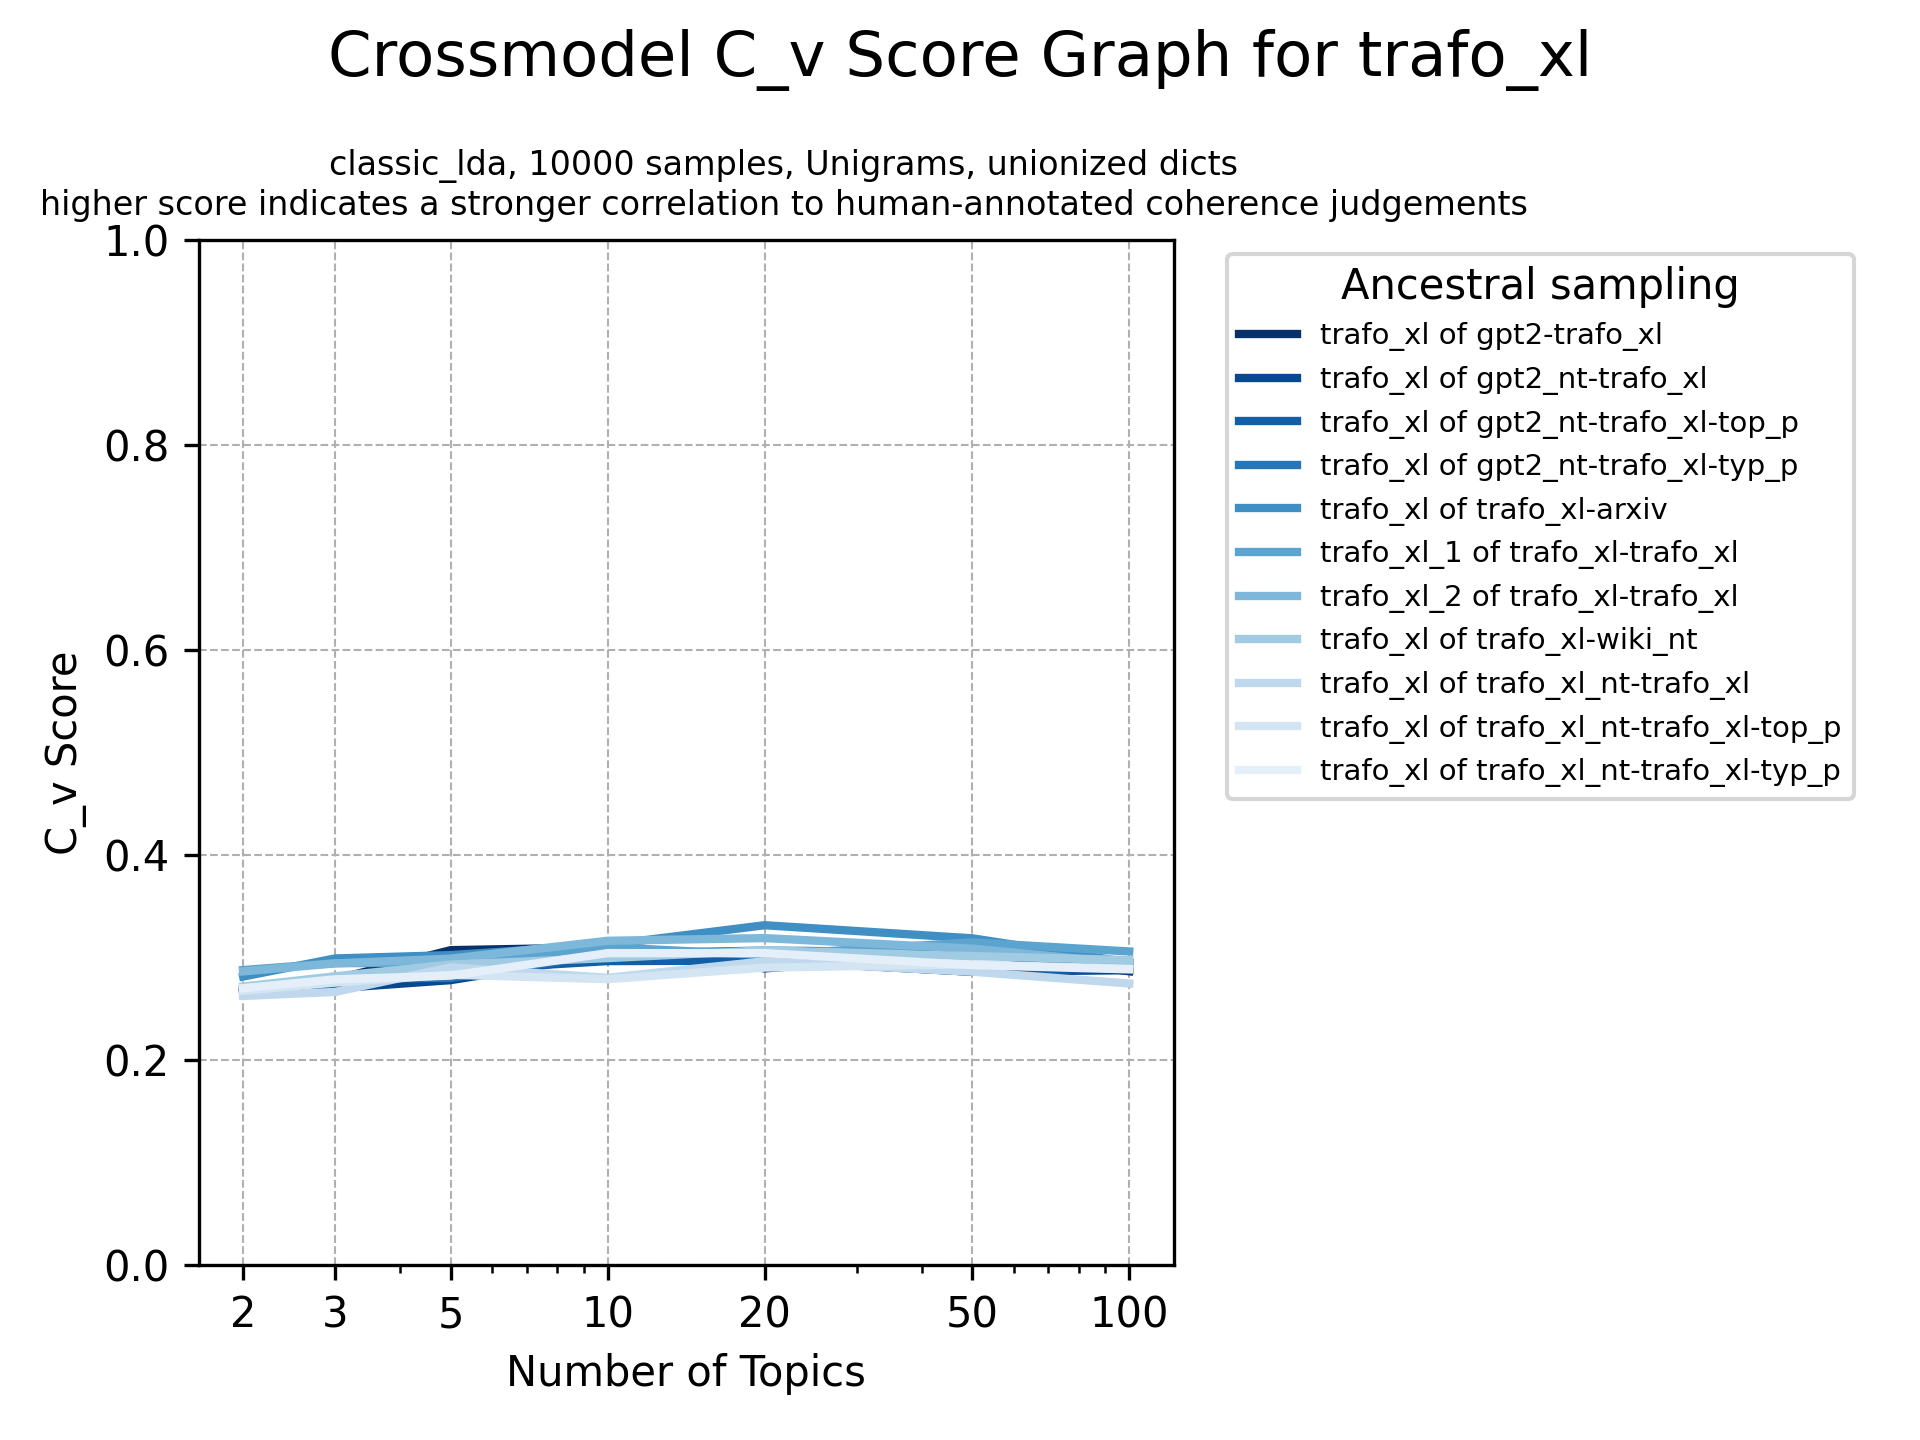 Crossmodel C_v Score Graph for trafo_xl
classic_lda, 10000 samples, Unigrams, unionized dicts
higher score indicates a stronger correlation to human-annotated coherence judgements
1.0
0.8
0.6
0.4
0.2
0.0
C_v Score
2 3 5 10 20 50 100
Number of Topics
Ancestral sampling
trafo_xl of gpt2-trafo_xl
trafo_xl of gpt2_nt-trafo_xl
trafo_xl of gpt2_nt-trafo_xl-top_p
trafo_xl of gpt2_nt-trafo_xl-typ_p
trafo_xl of trafo_xl-arxiv
trafo_xl_1 of trafo_xl-trafo_xl
trafo_xl_2 of trafo_xl-trafo_xl
trafo_xl of trafo_xl-wiki_nt
trafo_xl of trafo_xl_nt-trafo_xl
trafo_xl of trafo_xl_nt-trafo_xl-top_p
trafo_xl of trafo_xl_nt-trafo_xl-typ_p